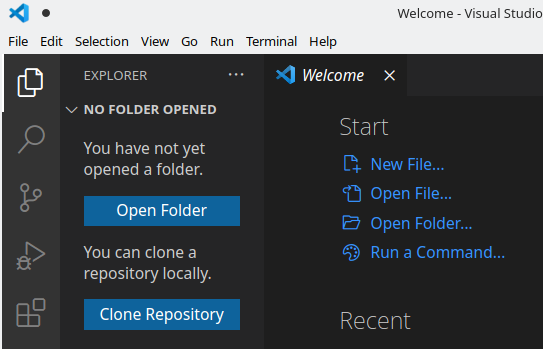 Welcome - Visual Studio
File Edit Selection View Go Run Terminal Help
EXPLORER ...
Welcome
NO FOLDER OPENED
You have not yet
opened a folder.
Open Folder
You can clone a
repository locally.
Clone Repository
Start
New File...
Open File...
Open Folder...
Run a Command...
Recent